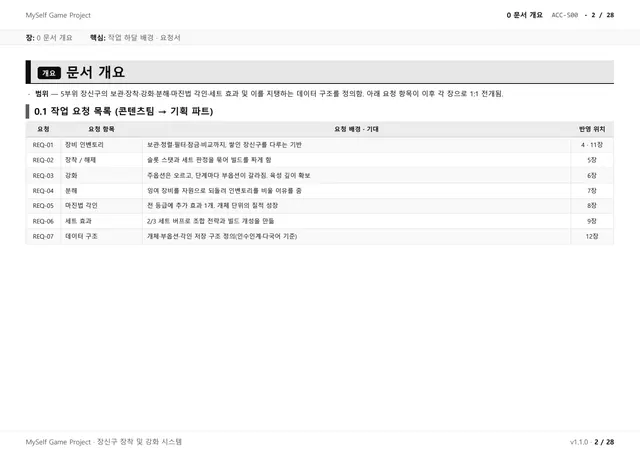 MySelf Game Project
0 문서 개요 ACC-500 · 2 / 28
장: 0 문서 개요 핵심: 작업 하달 배경 · 요청서
개요 문서 개요
· 범위 — 5부위 장신구의 보관·장착·강화·분해·마진법 각인·세트 효과 및 이를 지탱하는 데이터 구조를 정의함. 아래 요청 항목이 이후 각 장으로 1:1 전개됨.
0.1 작업 요청 목록 (콘텐츠팀 → 기획 파트)
요청 요청 항목 요청 배경 · 기대 반영 위치
REQ-01 장비 인벤토리 보관·정렬·필터·잠금·비교까지, 쌓인 장신구를 다루는 기반 4 · 11장
REQ-02 장착 / 해제 슬롯 스탯과 세트 판정을 묶어 빌드를 짜게 함 5장
REQ-03 강화 주옵션은 오르고, 단계마다 부옵션이 갈라짐. 육성 깊이 확보 6장
REQ-04 분해 잉여 장비를 자원으로 되돌려 인벤토리를 비울 이유를 줌 7장
REQ-05 마진법 각인 전 등급에 추가 효과 1개. 개체 단위의 질적 성장 8장
REQ-06 세트 효과 2/3 세트 버프로 조합 전략과 빌드 개성을 만듦 9장
REQ-07 데이터 구조 개체·부옵션·각인 저장 구조 정의(인수인계·다국어 기준) 12장
MySelf Game Project · 장신구 장착 및 강화 시스템
v1.1.0 · 2 / 28